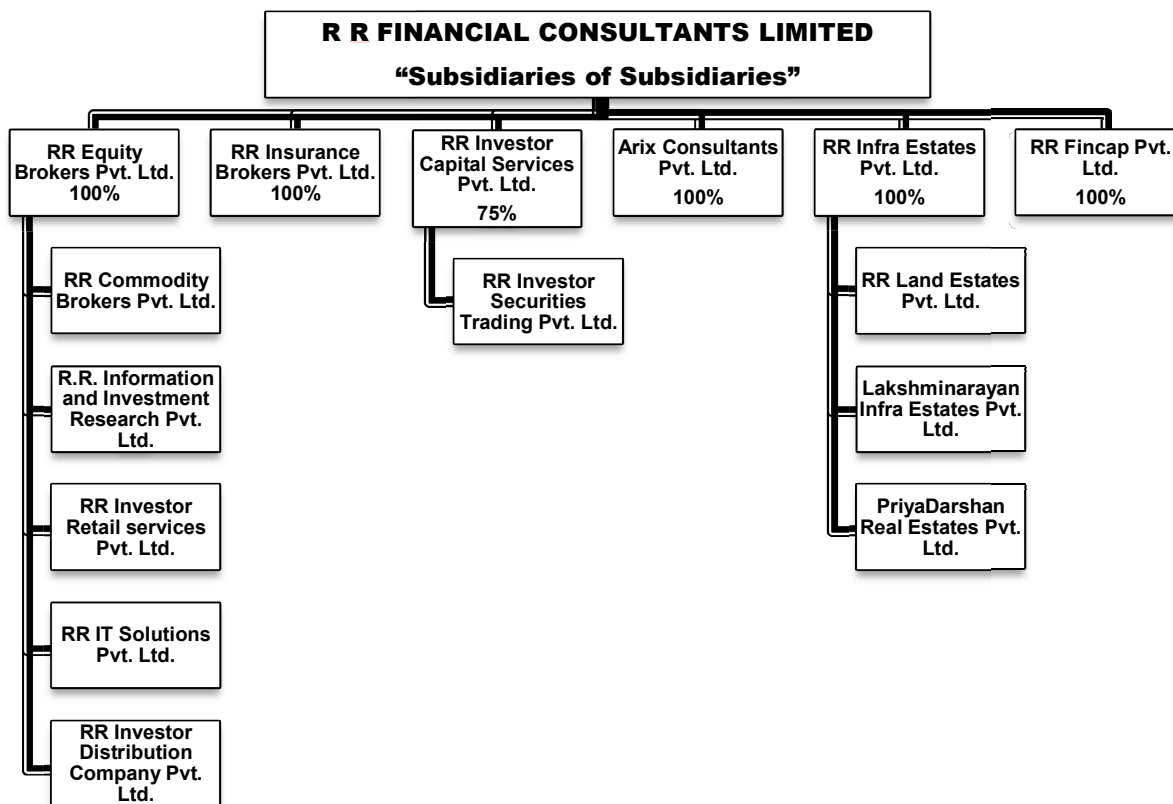 R R FINANCIAL CONSULTANTS LIMITED
“Subsidiaries of Subsidiaries”
RR Equity
Brokers Pvt. Ltd.
100%
RR Insurance
Brokers Pvt. Ltd.
100%
RR Investor
Capital Services
Pvt. Ltd.
75%
Arix Consultants
Pvt. Ltd.
100%
RR Infra Estates
Pvt. Ltd.
100%
RR Fincap Pvt.
Ltd.
100%
RR Commodity
Brokers Pvt. Ltd.
R.R. Information
and Investment
Research Pvt.
Ltd.
RR Investor
Retail services
Pvt. Ltd.
RR IT Solutions
Pvt. Ltd.
RR Investor
Distribution
Company Pvt.
Ltd.
RR Investor
Securities
Trading Pvt. Ltd.
RR Land Estates
Pvt. Ltd.
Lakshminarayan
Infra Estates Pvt.
Ltd.
PriyaDarshan
Real Estates Pvt.
Ltd.